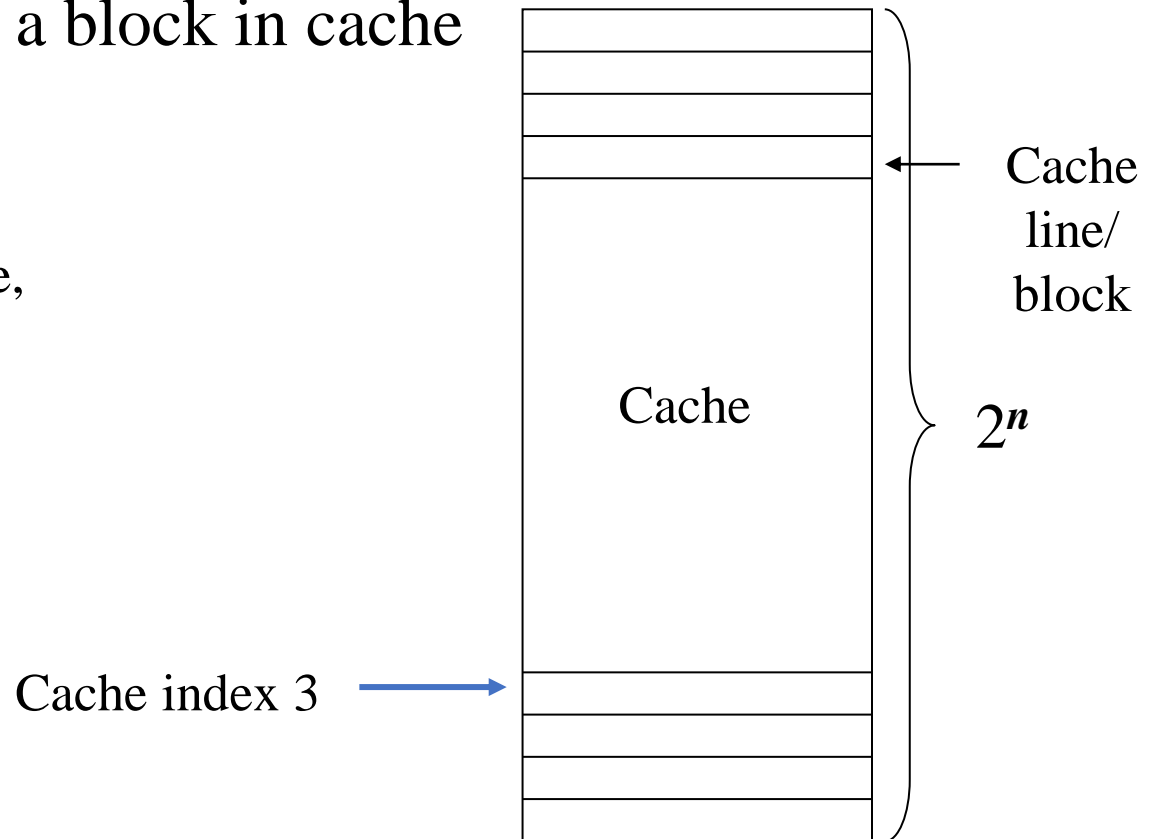 a block in cache
Cache
line/
block
e,
Cache
2ⁿ
Cache index 3